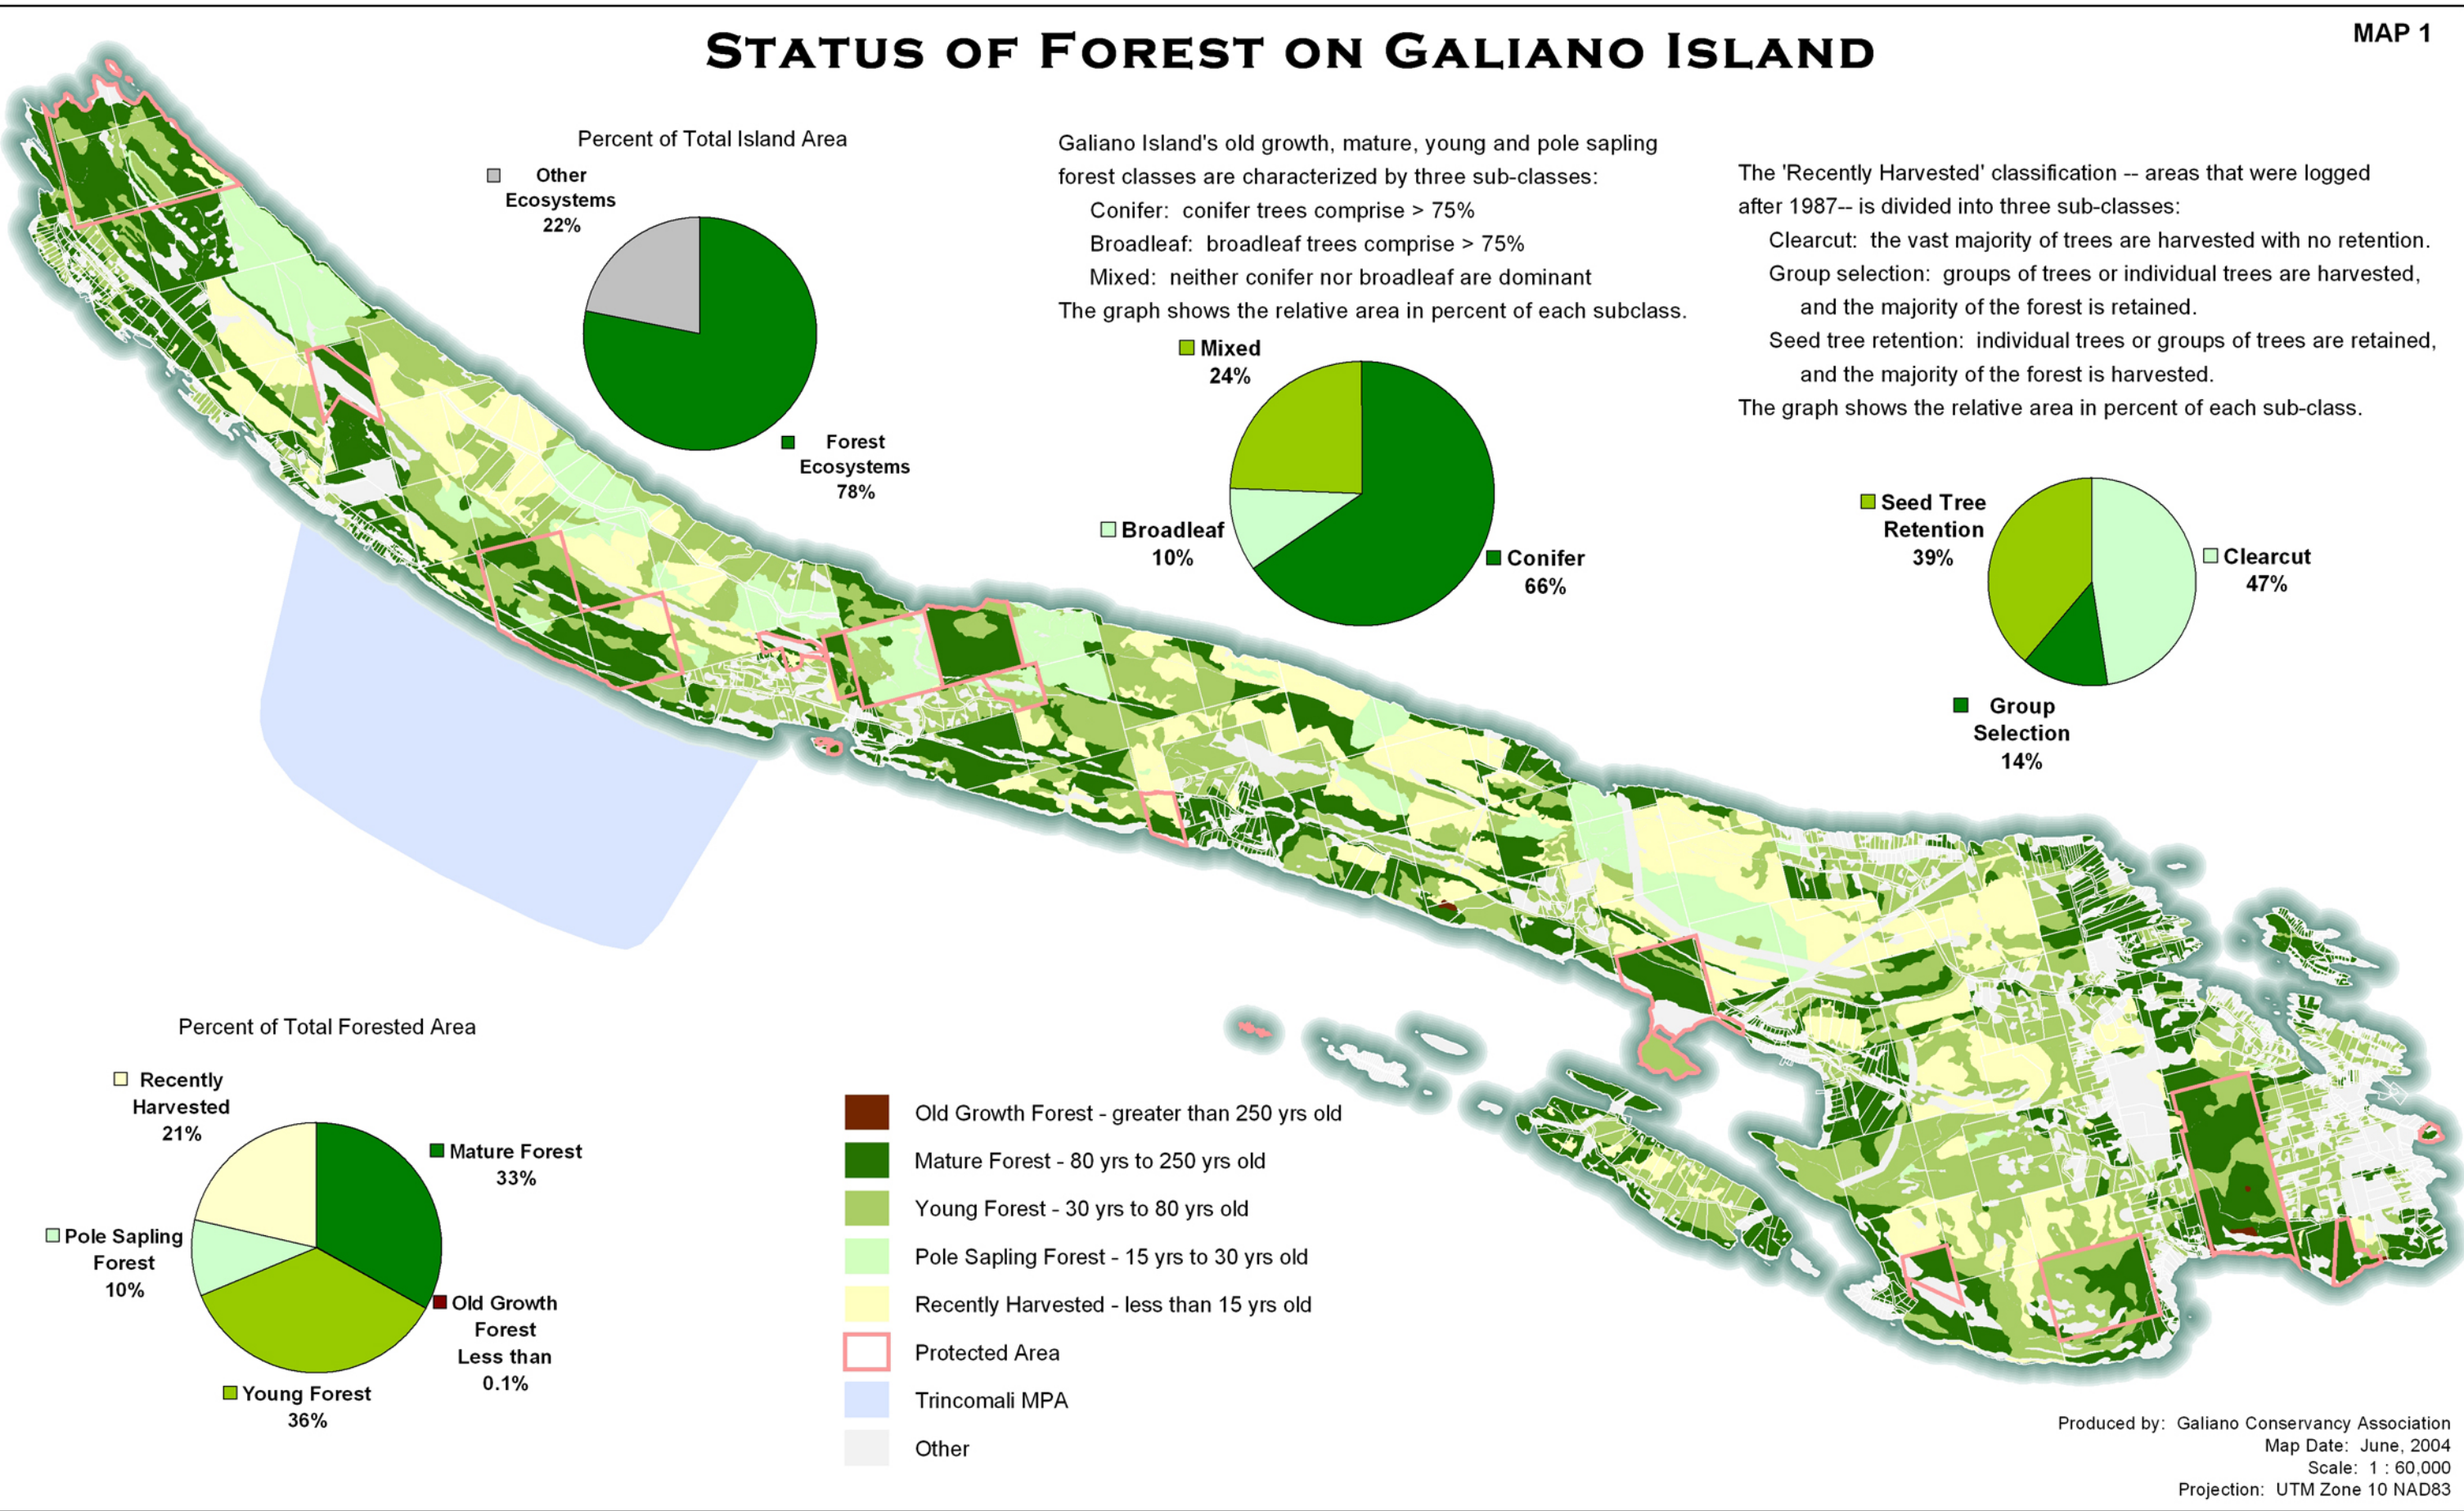 MAP 1
STATUS OF FOREST ON GALIANO ISLAND
Percent of Total Island Area
Other
Ecosystems
22%
Forest
Ecosystems
78%
Galiano Island's old growth, mature, young and pole sapling
forest classes are characterized by three sub-classes:
Conifer: conifer trees comprise > 75%
Broadleaf: broadleaf trees comprise > 75%
Mixed: neither conifer nor broadleaf are dominant
The graph shows the relative area in percent of each subclass.
Mixed
24%
Broadleaf
10%
Conifer
66%
The 'Recently Harvested' classification -- areas that were logged
after 1987-- is divided into three sub-classes:
Clearcut: the vast majority of trees are harvested with no retention.
Group selection: groups of trees or individual trees are harvested,
and the majority of the forest is retained.
Seed tree retention: individual trees or groups of trees are retained,
and the majority of the forest is harvested.
The graph shows the relative area in percent of each sub-class.
Seed Tree
Retention
39%
Clearcut
47%
Group
Selection
14%
Percent of Total Forested Area
Recently
Harvested
21%
Mature Forest
33%
Pole Sapling
Forest
10%
Old Growth
Forest
Less than
0.1%
Young Forest
36%
Old Growth Forest - greater than 250 yrs old
Mature Forest - 80 yrs to 250 yrs old
Young Forest - 30 yrs to 80 yrs old
Pole Sapling Forest - 15 yrs to 30 yrs old
Recently Harvested - less than 15 yrs old
Protected Area
Trincomali MPA
Other
Produced by: Galiano Conservancy Association
Map Date: June, 2004
Scale: 1 : 60,000
Projection: UTM Zone 10 NAD83